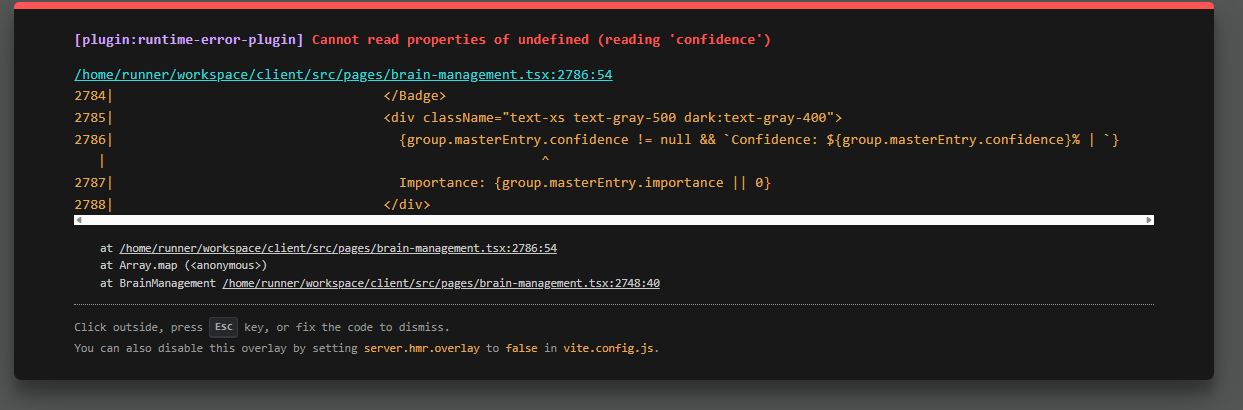 [plugin:runtime-error-plugin] Cannot read properties of undefined (reading 'confidence')
/home/runner/workspace/client/src/pages/brain-management.tsx:2786:54
2784|                                  </Badge>
2785|                                  <div className="text-xs text-gray-500 dark:text-gray-400">
2786|                                    {group.masterEntry.confidence != null && `Confidence: ${group.masterEntry.confidence}% | `}
   |                                                      ^
2787|                                    Importance: {group.masterEntry.importance || 0}
2788|                                  </div>
at /home/runner/workspace/client/src/pages/brain-management.tsx:2786:54
at Array.map (<anonymous>)
at BrainManagement /home/runner/workspace/client/src/pages/brain-management.tsx:2748:40
Click outside, press Esc key, or fix the code to dismiss.
You can also disable this overlay by setting server.hmr.overlay to false in vite.config.js.